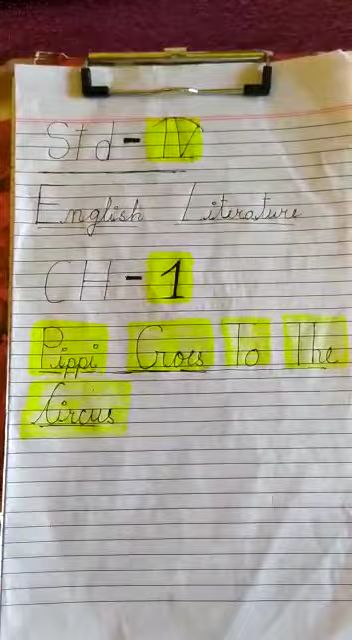 Std - IV
English Literature
CH - 1
Pippi Goes To The
Circus